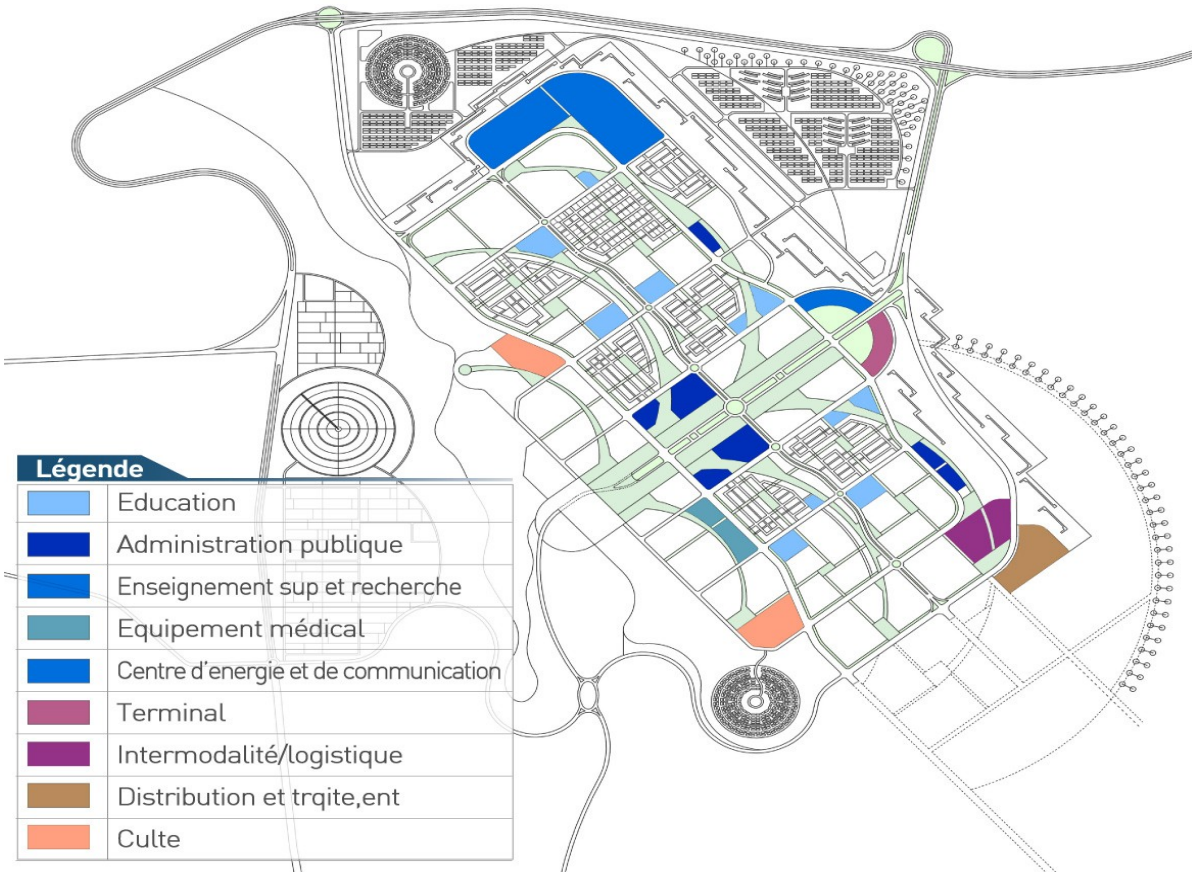 Légende
Education
Administration publique
Enseignement sup et recherche
Equipement médical
Centre d'energie et de communication
Terminal
Intermodalité/logistique
Distribution et trqite,ent
Culte